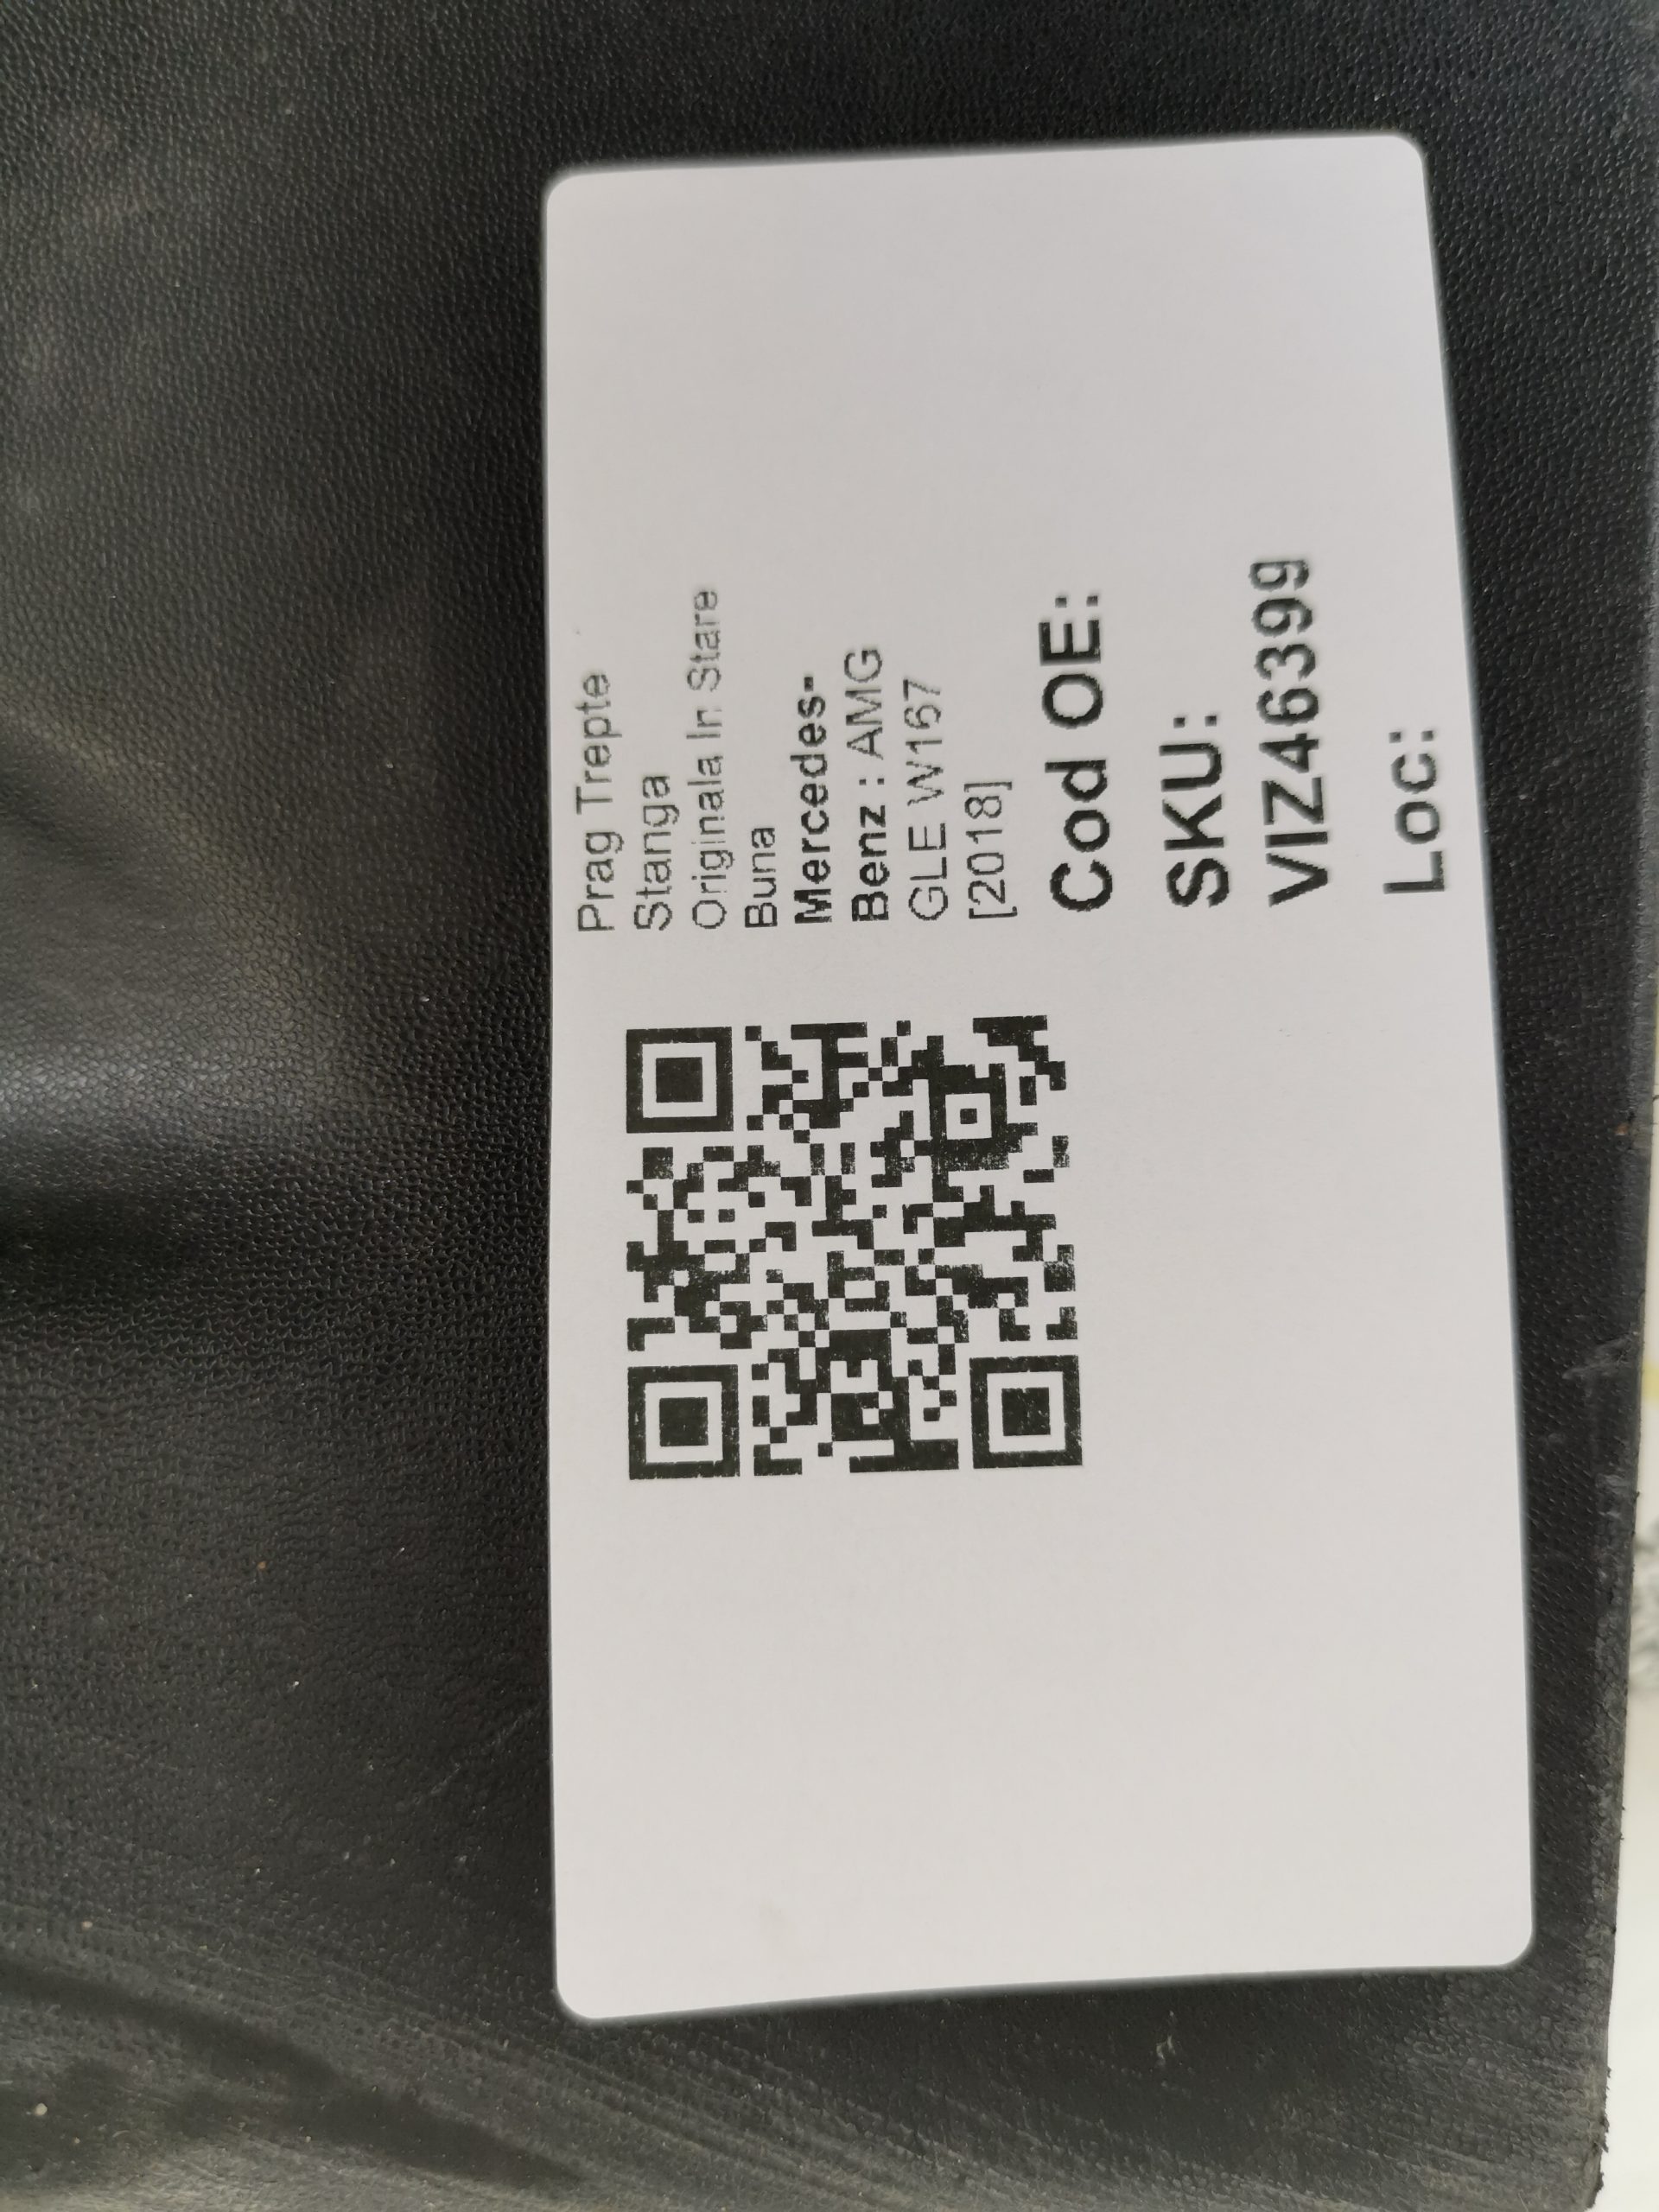 Prag Trepte
Stanga
Originala In Stare
Buna
Mercedes-
Benz : AMG
GLE W167
[2018]
Cod OE:
SKU:
VIZ46399
Loc: